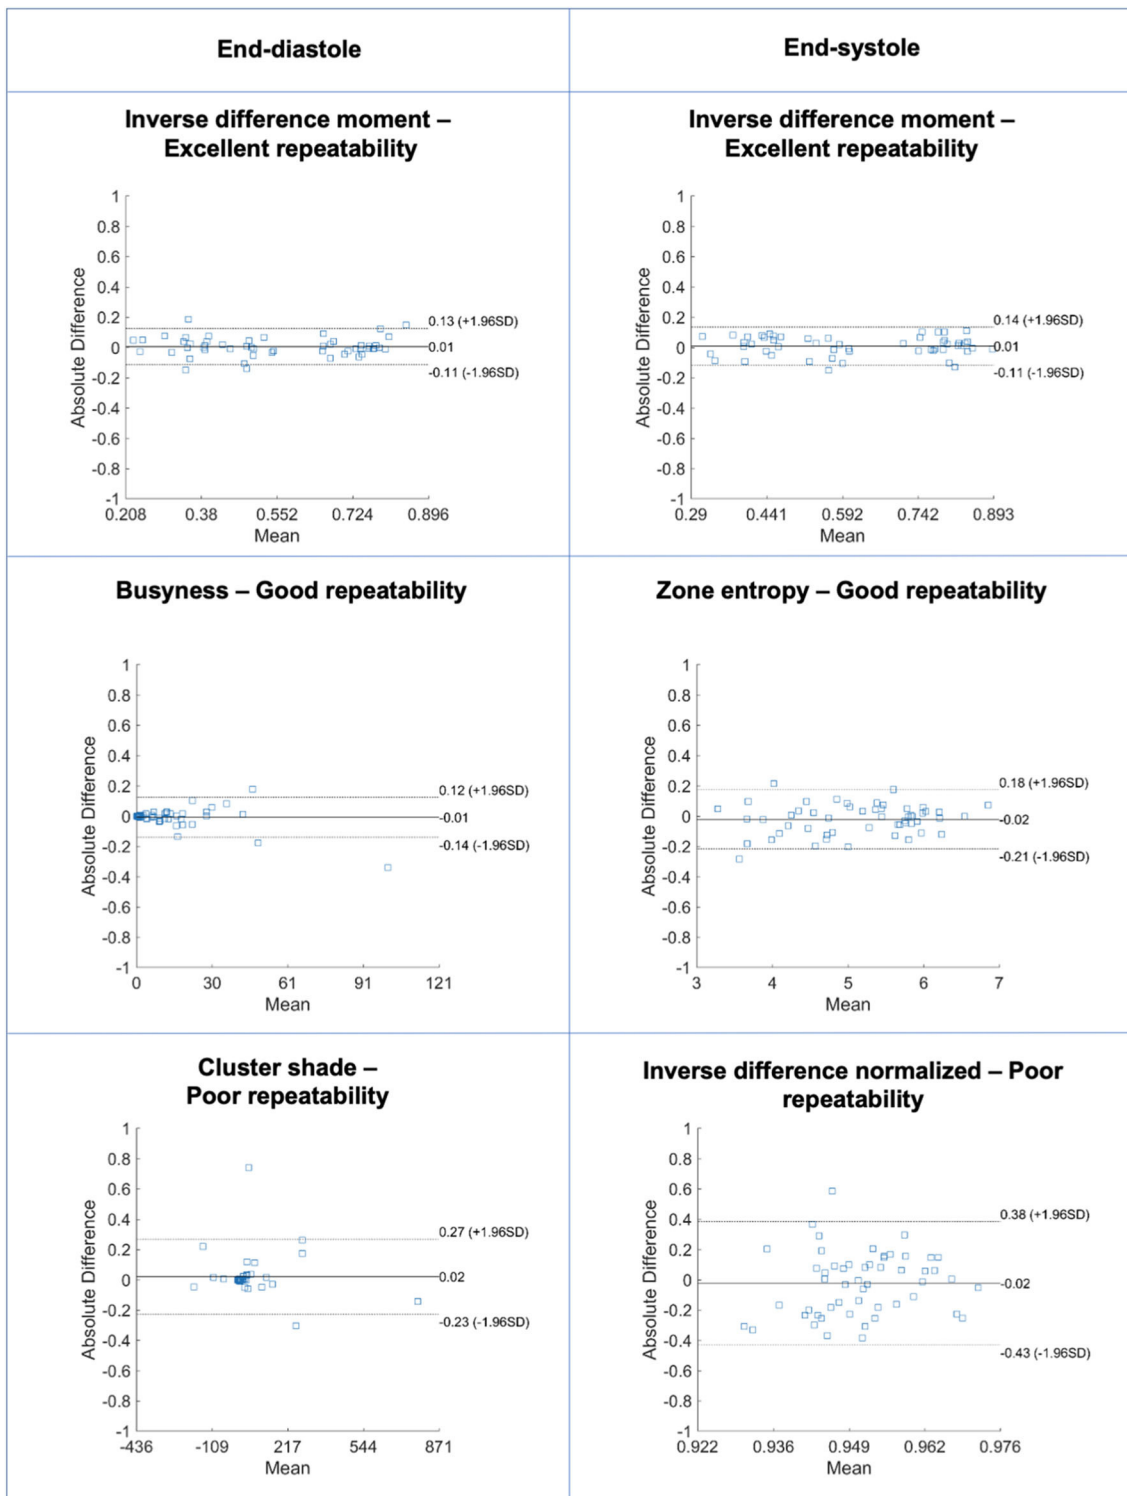 End-diastole
End-systole
Inverse difference moment –
Excellent repeatability
1
0.8
0.6
0.4
0.2
0
-0.2
-0.4
-0.6
-0.8
-1
Absolute Difference
0.13 (+1.96SD)
0.01
-0.11 (-1.96SD)
0.208
0.38
0.552
0.724
0.896
Mean
Inverse difference moment –
Excellent repeatability
1
0.8
0.6
0.4
0.2
0
-0.2
-0.4
-0.6
-0.8
-1
Absolute Difference
0.14 (+1.96SD)
0.01
-0.11 (-1.96SD)
0.29
0.441
0.592
0.742
0.893
Mean
Busyness – Good repeatability
1
0.8
0.6
0.4
0.2
0
-0.2
-0.4
-0.6
-0.8
-1
Absolute Difference
0.12 (+1.96SD)
-0.01
-0.14 (-1.96SD)
0
30
61
91
121
Mean
Zone entropy – Good repeatability
1
0.8
0.6
0.4
0.2
0
-0.2
-0.4
-0.6
-0.8
-1
Absolute Difference
0.18 (+1.96SD)
-0.02
-0.21 (-1.96SD)
3
4
5
6
7
Mean
Cluster shade –
Poor repeatability
1
0.8
0.6
0.4
0.2
0
-0.2
-0.4
-0.6
-0.8
-1
Absolute Difference
0.27 (+1.96SD)
0.02
-0.23 (-1.96SD)
-436
-109
217
544
871
Mean
Inverse difference normalized – Poor
repeatability
1
0.8
0.6
0.4
0.2
0
-0.2
-0.4
-0.6
-0.8
-1
Absolute Difference
0.38 (+1.96SD)
-0.02
-0.43 (-1.96SD)
0.922
0.936
0.949
0.962
0.976
Mean